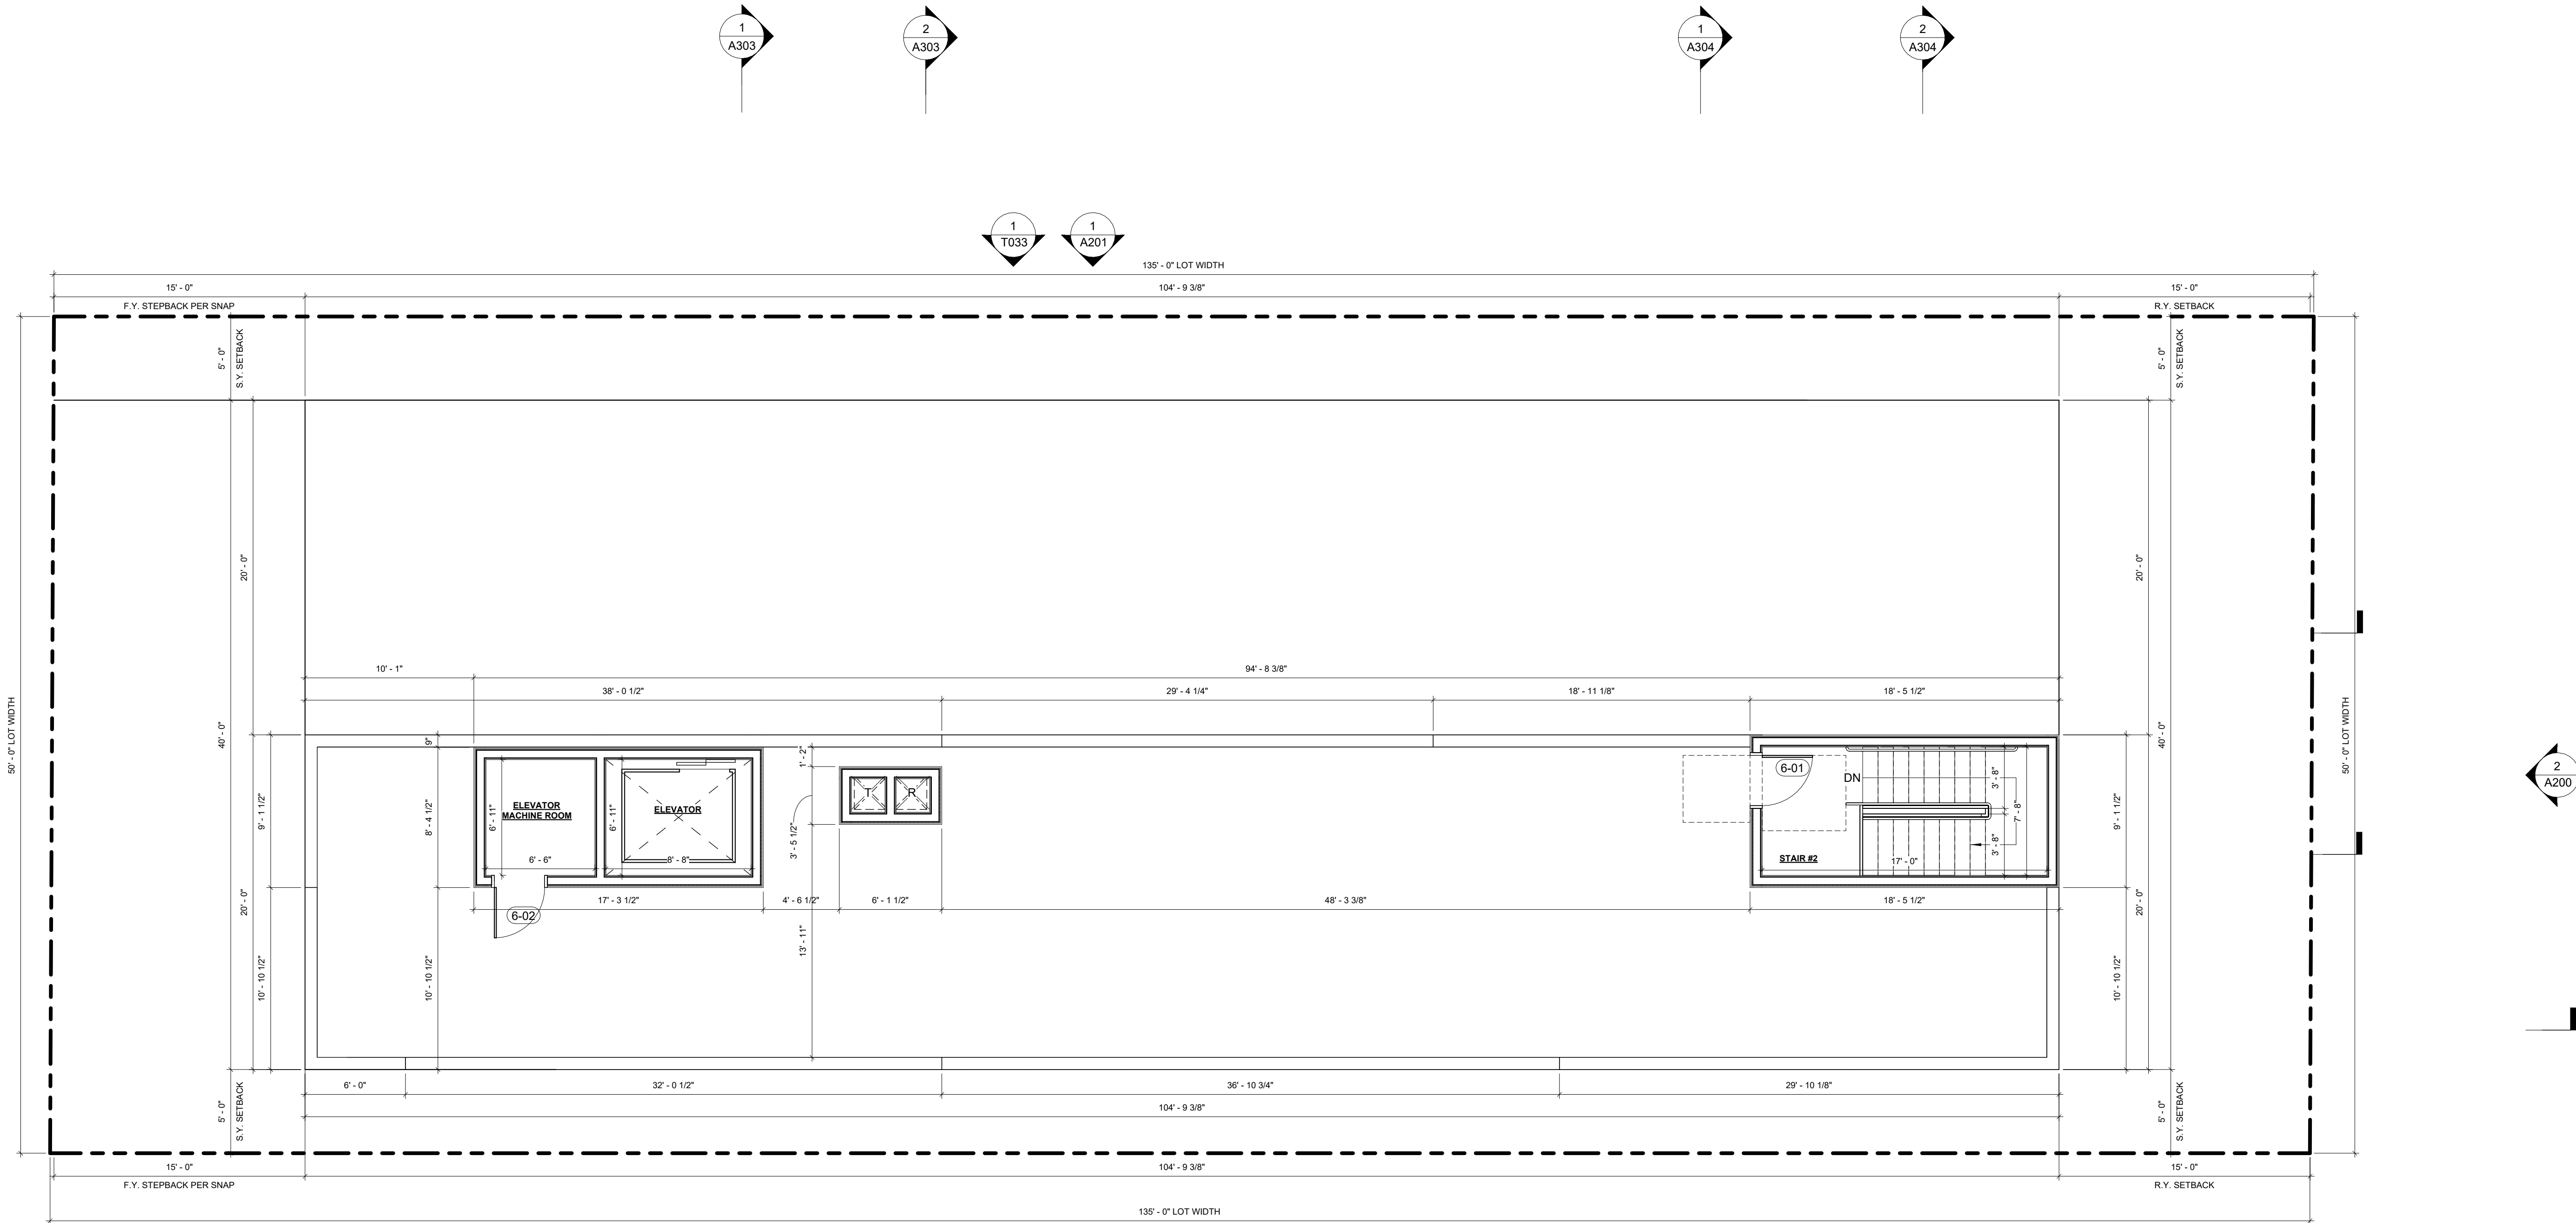 1
A303
2
A303
1
A304
2
A304
1
T033
1
A201
135' - 0" LOT WIDTH
15' - 0"
104' - 9 3/8"
15' - 0"
F.Y. STEPBACK PER SNAP
R.Y. SETBACK
5' - 0"
S.Y. SETBACK
5' - 0"
S.Y. SETBACK
50' - 0" LOT WIDTH
40' - 0"
20' - 0"
20' - 0"
40' - 0"
50' - 0" LOT WIDTH
10' - 1"
94' - 8 3/8"
38' - 0 1/2"
29' - 4 1/4"
18' - 11 1/8"
18' - 5 1/2"
9"
1' - 2"
9' - 1 1/2"
8' - 4 1/2"
6' - 11"
ELEVATOR
MACHINE ROOM
6' - 11"
ELEVATOR
6' - 6"
8' - 8"
3' - 5 1/2"
T
R
6-01
DN
3' - 8"
7' - 8"
3' - 8"
STAIR #2
17' - 0"
9' - 1 1/2"
2
A200
6-02
17' - 3 1/2"
4' - 6 1/2"
6' - 1 1/2"
48' - 3 3/8"
18' - 5 1/2"
20' - 0"
10' - 10 1/2"
10' - 10 1/2"
13' - 11"
10' - 10 1/2"
20' - 0"
6' - 0"
32' - 0 1/2"
36' - 10 3/4"
29' - 10 1/8"
104' - 9 3/8"
5' - 0"
S.Y. SETBACK
5' - 0"
S.Y. SETBACK
15' - 0"
104' - 9 3/8"
15' - 0"
F.Y. STEPBACK PER SNAP
R.Y. SETBACK
135' - 0" LOT WIDTH